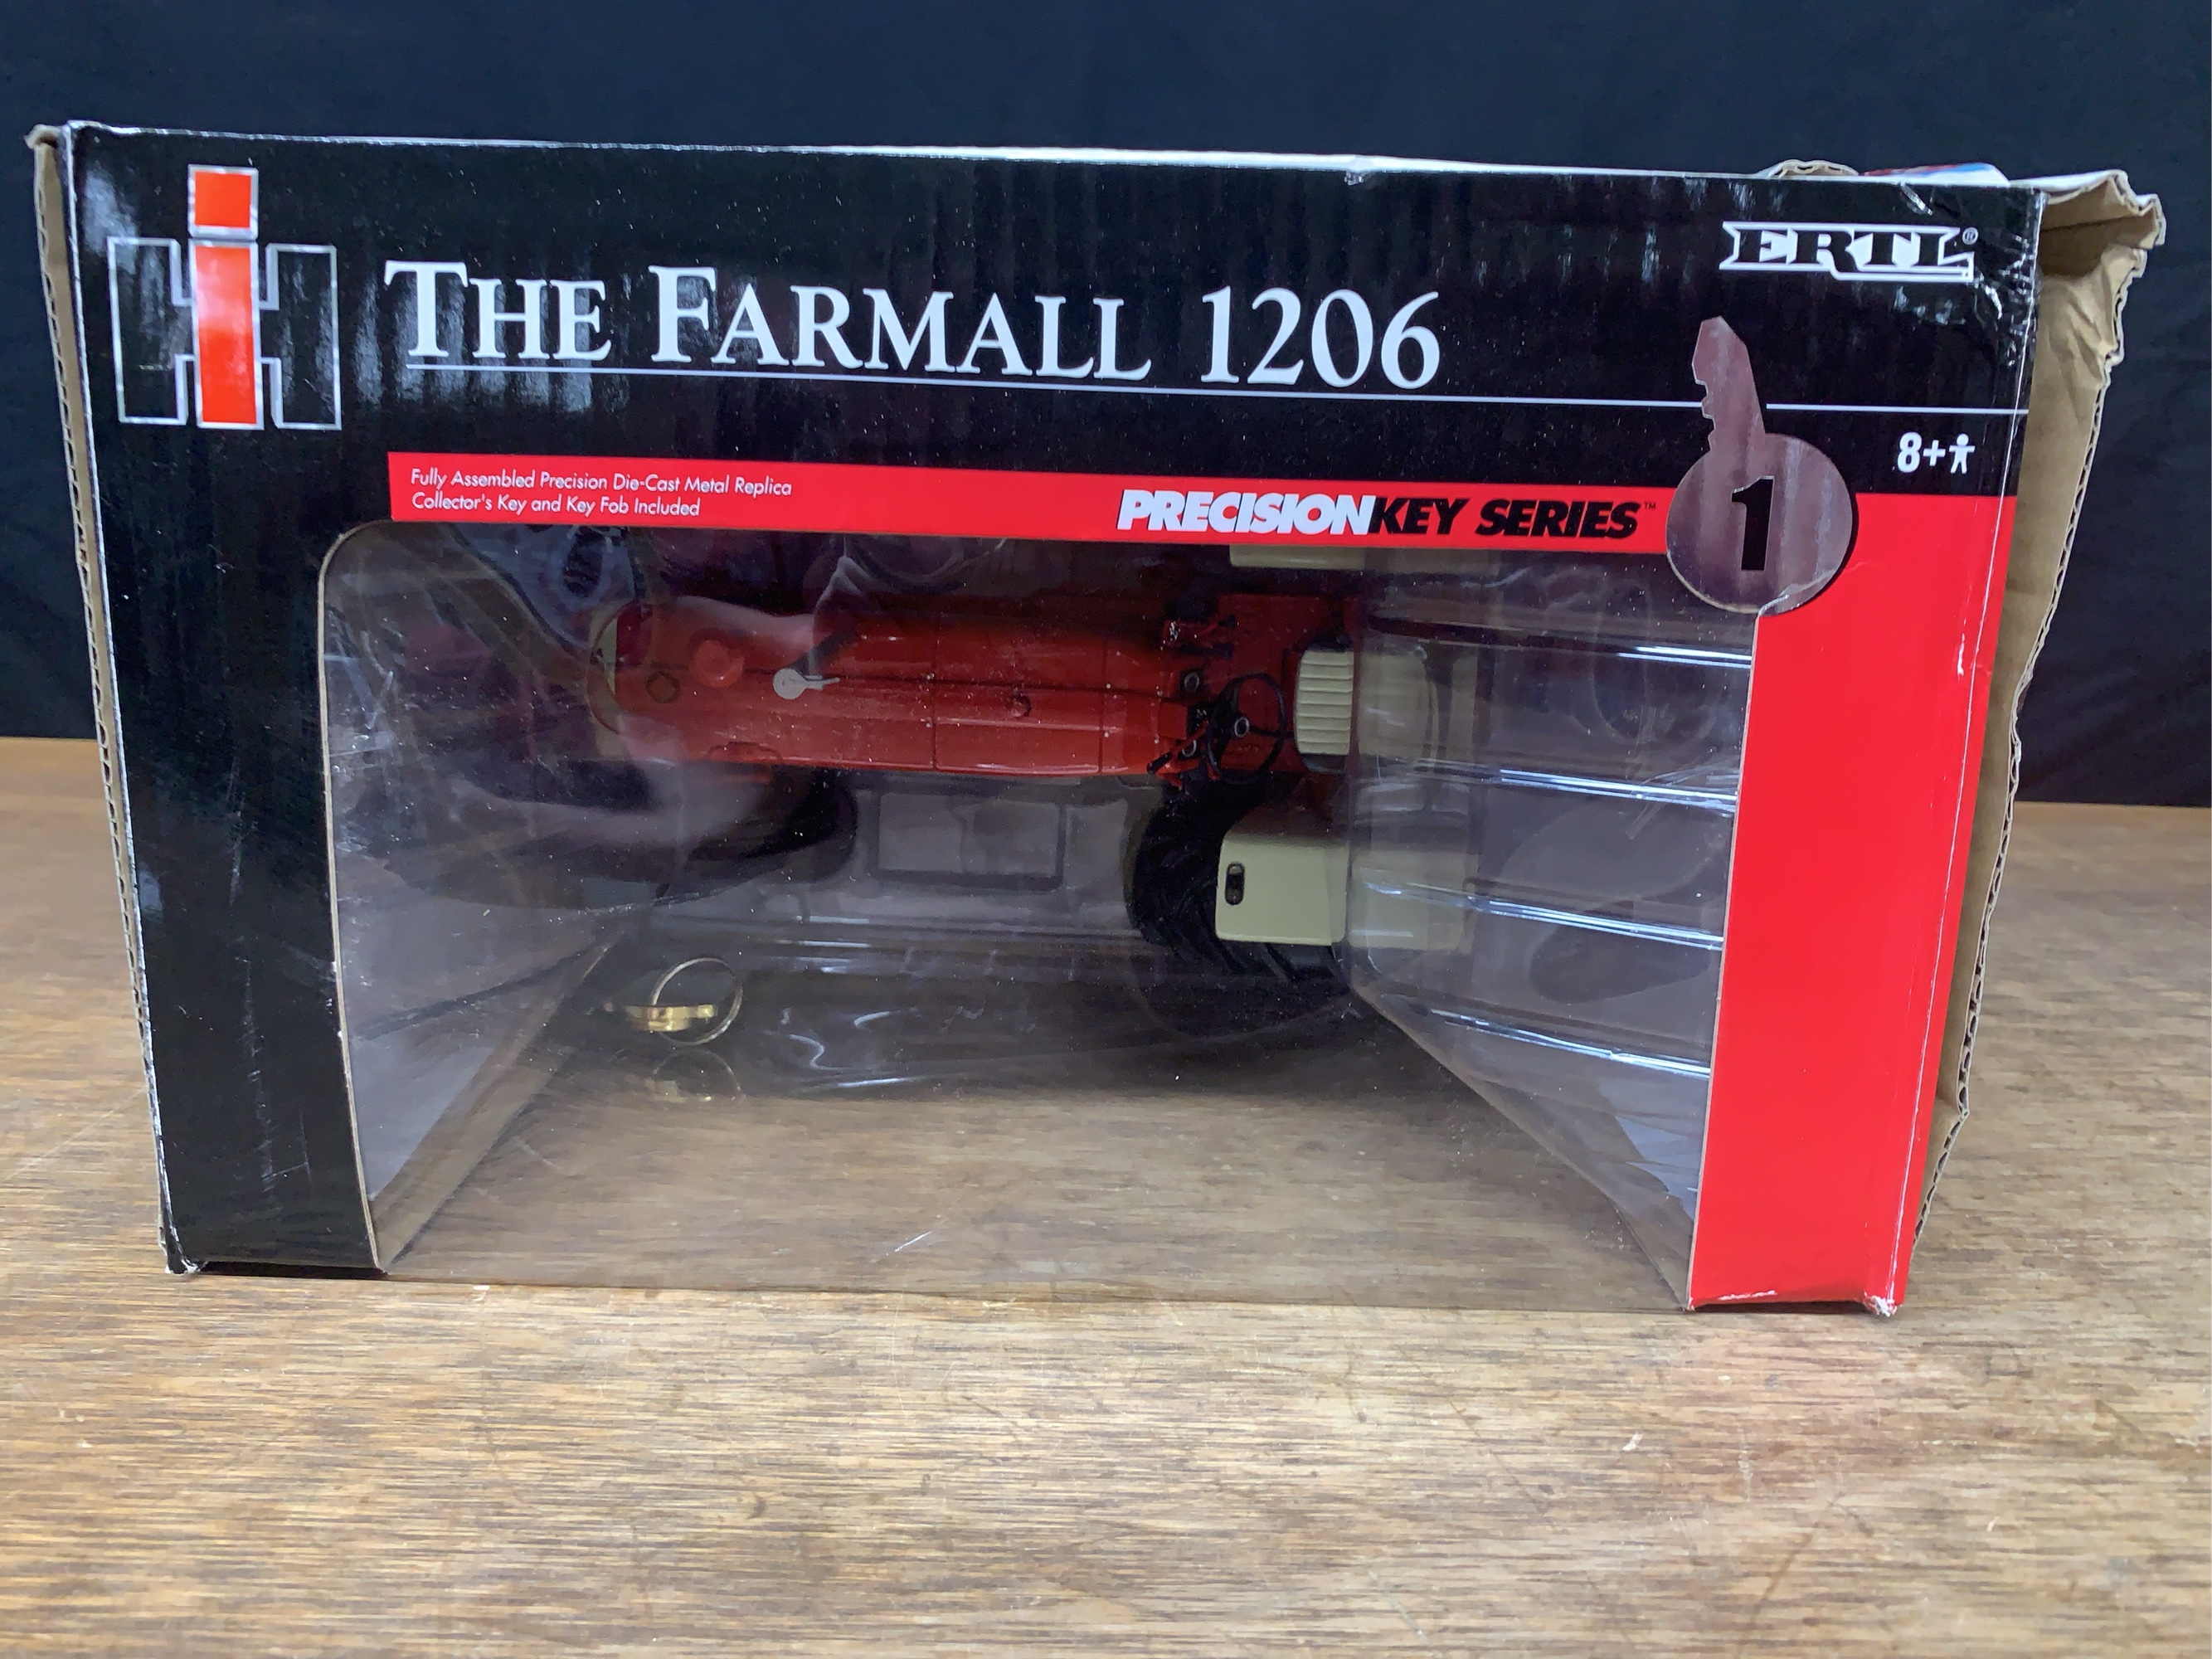 IH
THE FARMALL 1206
ERTL®
8+
Fully Assembled Precision Die-Cast Metal Replica
Collector's Key and Key Fob Included
PRECISIONKEY SERIES™
1